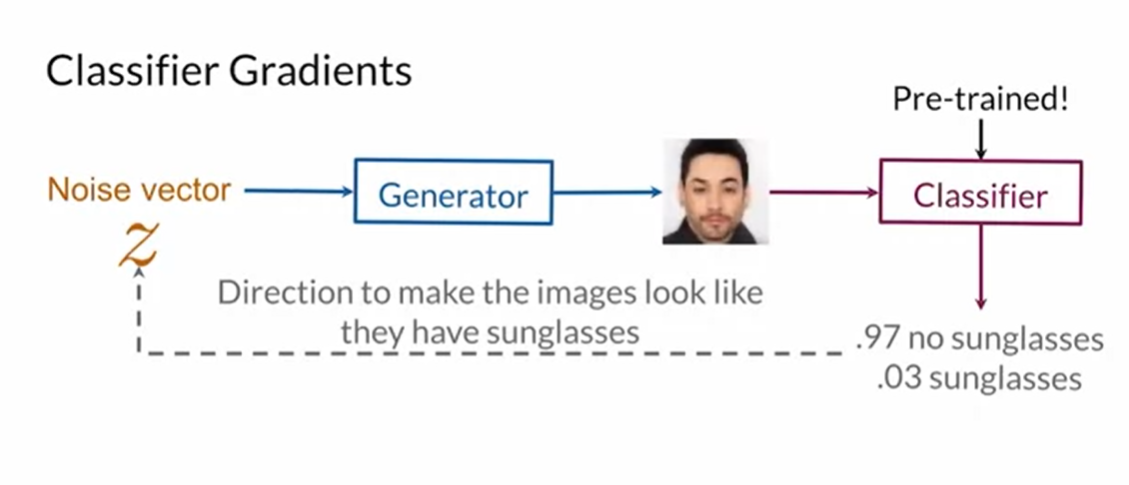 Classifier Gradients
Pre-trained!
Noise vector
Generator
Classifier
z
Direction to make the images look like
they have sunglasses
.97 no sunglasses
.03 sunglasses